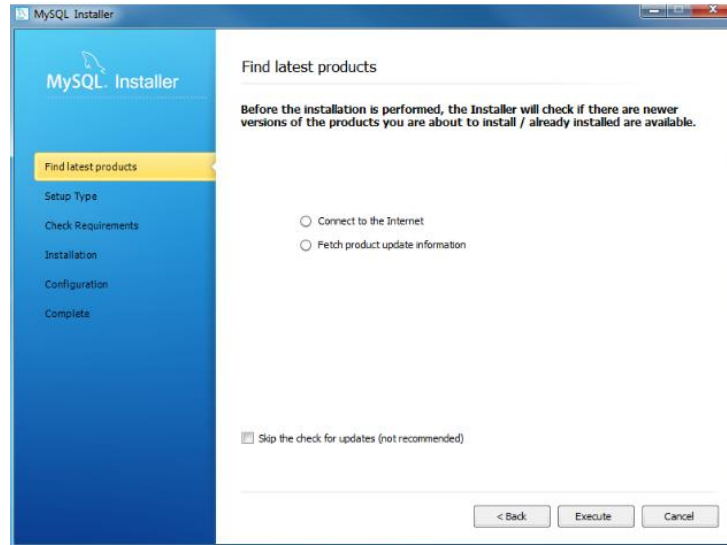 MySQL Installer
MySQL. Installer
Find latest products
Setup Type
Check Requirements
Installation
Configuration
Complete
Find latest products
Before the installation is performed, the Installer will check if there are newer
versions of the products you are about to install / already installed are available.
Connect to the Internet
Fetch product update information
Skip the check for updates (not recommended)
< Back
Execute
Cancel